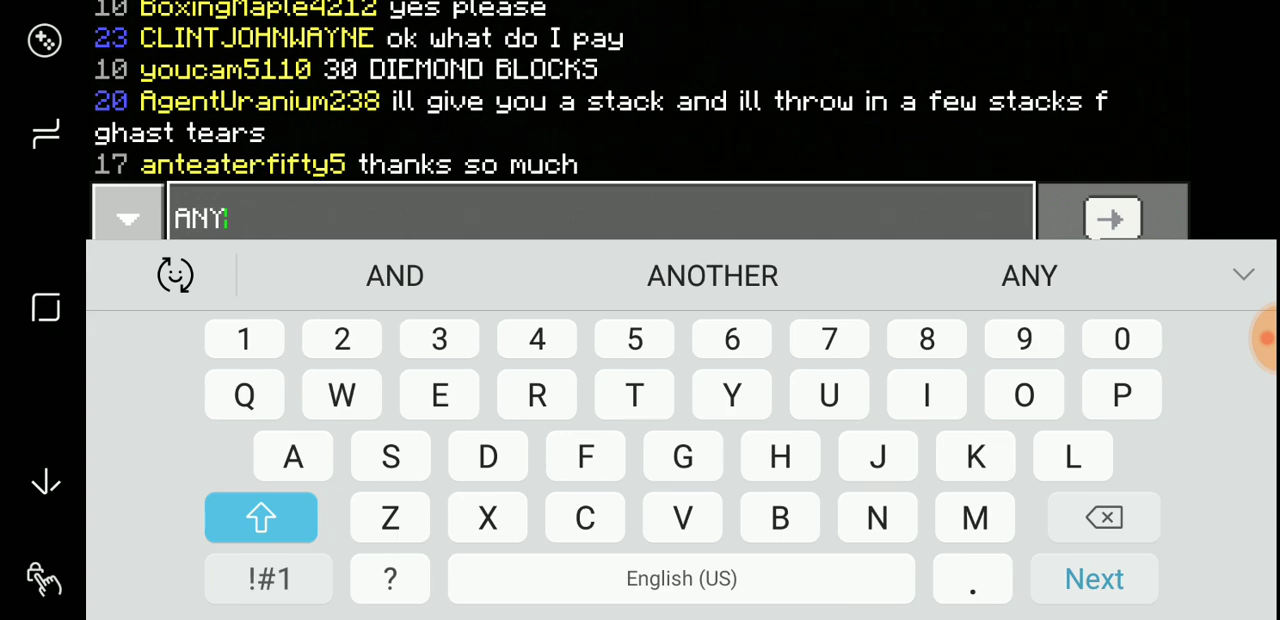 10 BoxingMaple4212 yes please
23 CLINTJOHNWAYNE ok what do I pay
10 youcam5110 30 DIEMOND BLOCKS
20 AgentUranium238 ill give you a stack and ill throw in a few stacks f
ghast tears
17 anteaterfifty5 thanks so much
ANY
AND ANOTHER ANY
1 2 3 4 5 6 7 8 9 0
Q W E R T Y U I O P
A S D F G H J K L
Z X C V B N M
!#1 ? English (US) . Next